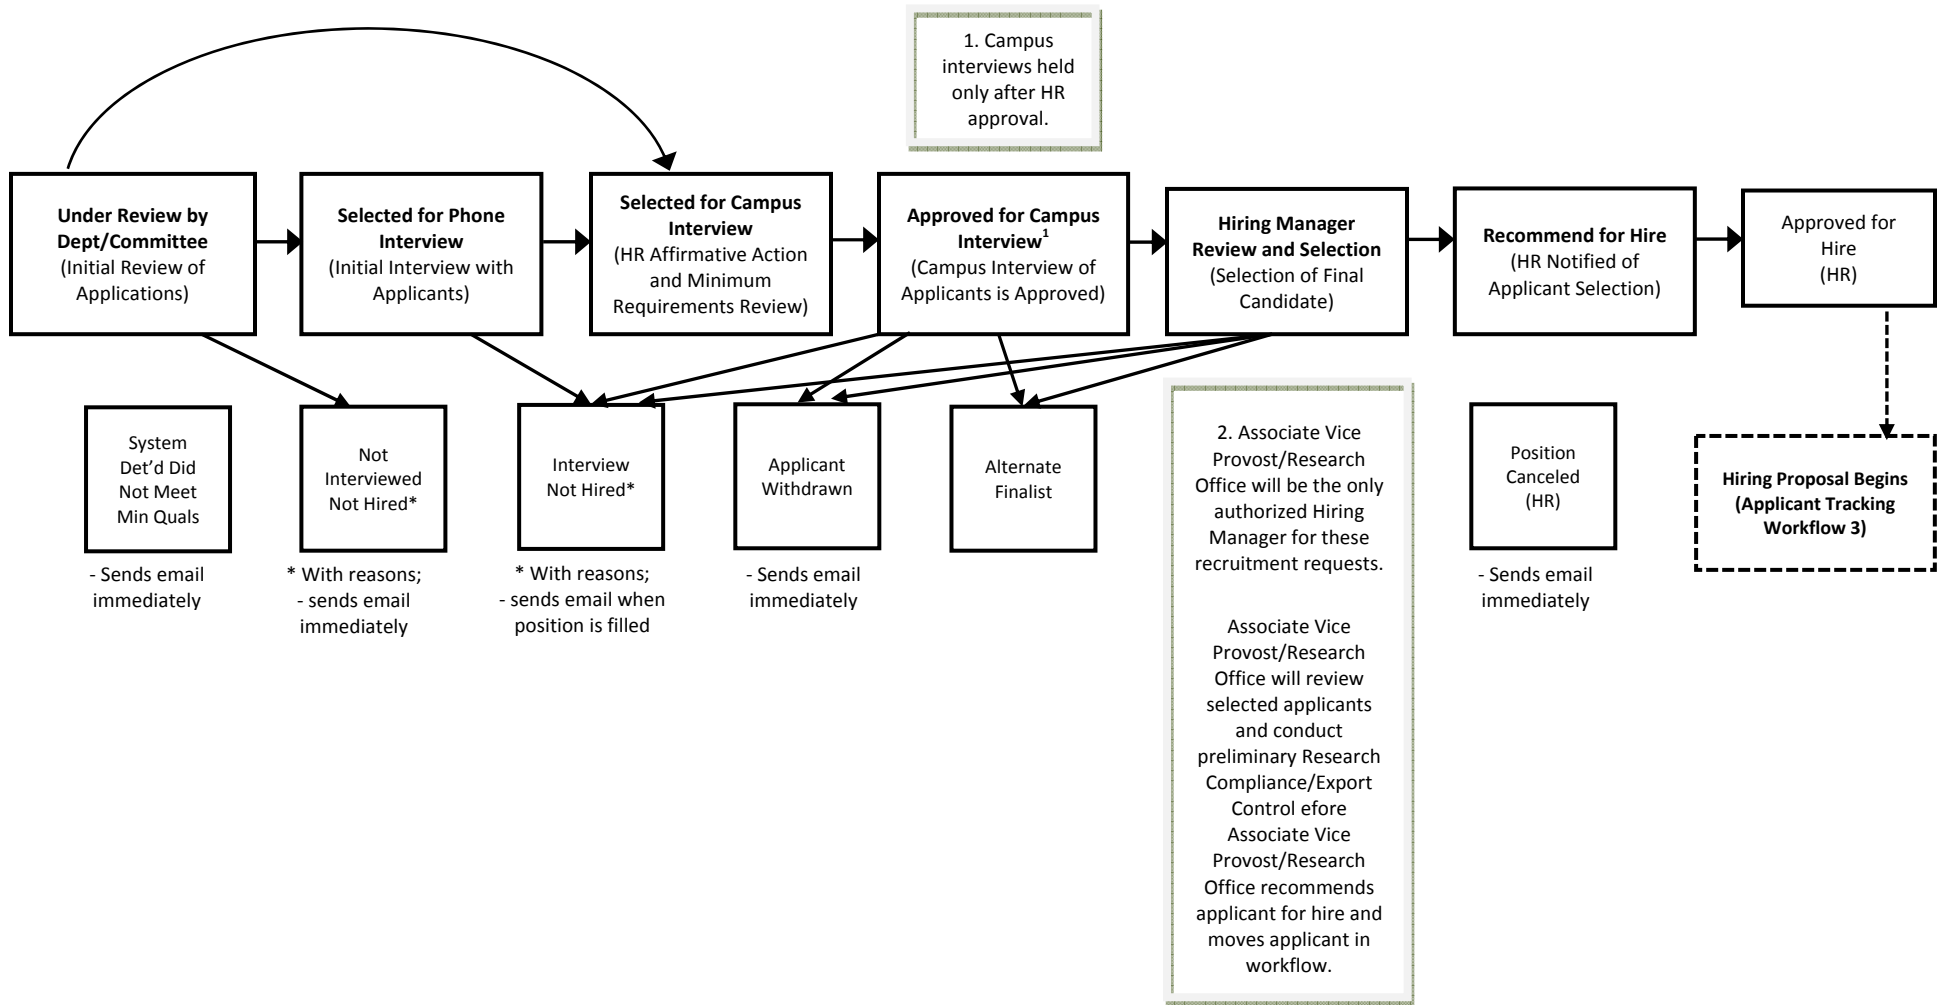 1. Campus
interviews held
only after HR
approval.
Under Review by
Dept/Committee
(Initial Review of
Applications)
Selected for Phone
Interview
(Initial Interview with
Applicants)
Selected for Campus
Interview
(HR Affirmative Action
and Minimum
Requirements Review)
Approved for Campus
Interview¹
(Campus Interview of
Applicants is Approved)
Hiring Manager
Review and Selection
(Selection of Final
Candidate)
Recommend for Hire
(HR Notified of
Applicant Selection)
Approved for
Hire
(HR)
System
Det’d Did
Not Meet
Min Quals
- Sends email
immediately
Not
Interviewed
Not Hired*
* With reasons;
- sends email
immediately
Interview
Not Hired*
* With reasons;
- sends email when
position is filled
Applicant
Withdrawn
- Sends email
immediately
Alternate
Finalist
2. Associate Vice
Provost/Research
Office will be the only
authorized Hiring
Manager for these
recruitment requests.
Associate Vice
Provost/Research
Office will review
selected applicants
and conduct
preliminary Research
Compliance/Export
Control efore
Associate Vice
Provost/Research
Office recommends
applicant for hire and
moves applicant in
workflow.
Position
Canceled
(HR)
- Sends email
immediately
Hiring Proposal Begins
(Applicant Tracking
Workflow 3)